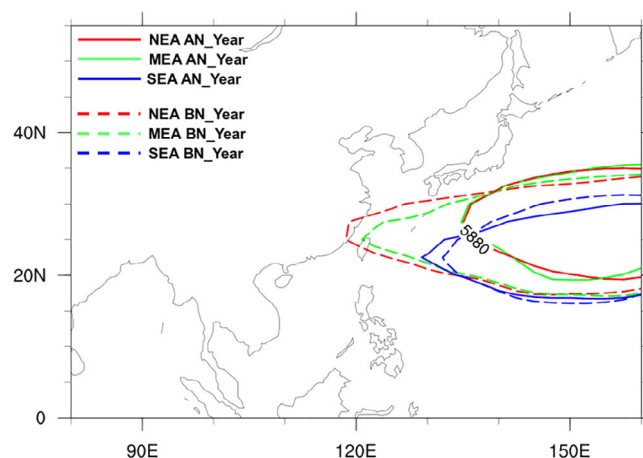 NEA AN_Year
MEA AN_Year
SEA AN_Year
NEA BN_Year
MEA BN_Year
SEA BN_Year
40N
5880
20N
0
90E 120E 150E